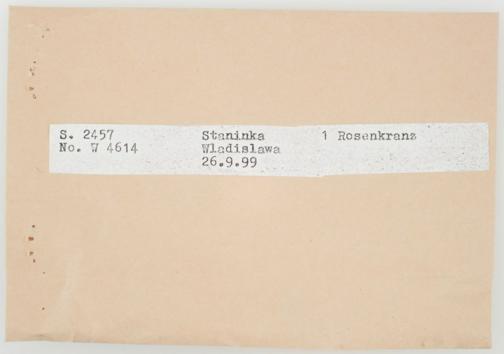 S. 2457 Staninka 1 Rosenkranz
No. W 4614 Wladislawa
26.9.99